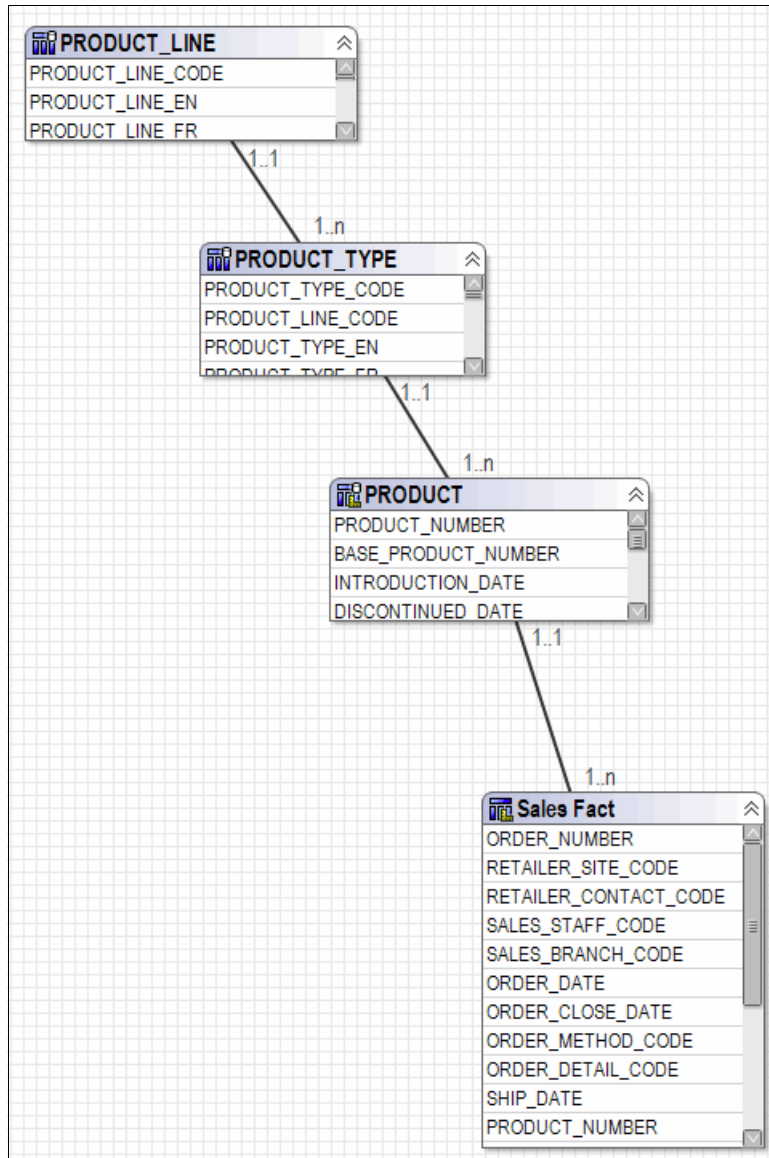 PRODUCT_LINE
PRODUCT_LINE_CODE
PRODUCT_LINE_EN
PRODUCT_LINE_FR
1..1
1..n
PRODUCT_TYPE
PRODUCT_TYPE_CODE
PRODUCT_LINE_CODE
PRODUCT_TYPE_EN
PRODUCT_TYPE_FR
1..1
1..n
PRODUCT
PRODUCT_NUMBER
BASE_PRODUCT_NUMBER
INTRODUCTION_DATE
DISCONTINUED_DATE
1..1
1..n
Sales Fact
ORDER_NUMBER
RETAILER_SITE_CODE
RETAILER_CONTACT_CODE
SALES_STAFF_CODE
SALES_BRANCH_CODE
ORDER_DATE
ORDER_CLOSE_DATE
ORDER_METHOD_CODE
ORDER_DETAIL_CODE
SHIP_DATE
PRODUCT_NUMBER